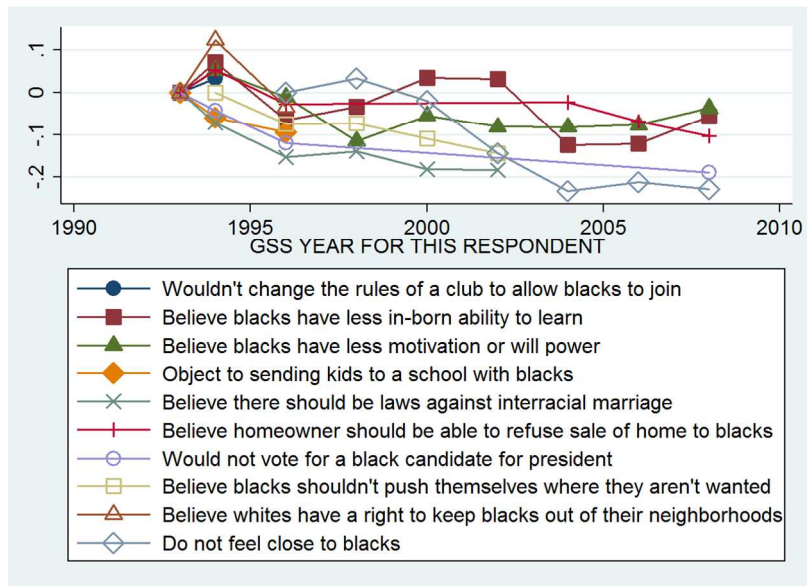 .1
0
-.1
-.2
1990 1995 2000 2005 2010
GSS YEAR FOR THIS RESPONDENT
Wouldn't change the rules of a club to allow blacks to join
Believe blacks have less in-born ability to learn
Believe blacks have less motivation or will power
Object to sending kids to a school with blacks
Believe there should be laws against interracial marriage
Believe homeowner should be able to refuse sale of home to blacks
Would not vote for a black candidate for president
Believe blacks shouldn't push themselves where they aren't wanted
Believe whites have a right to keep blacks out of their neighborhoods
Do not feel close to blacks